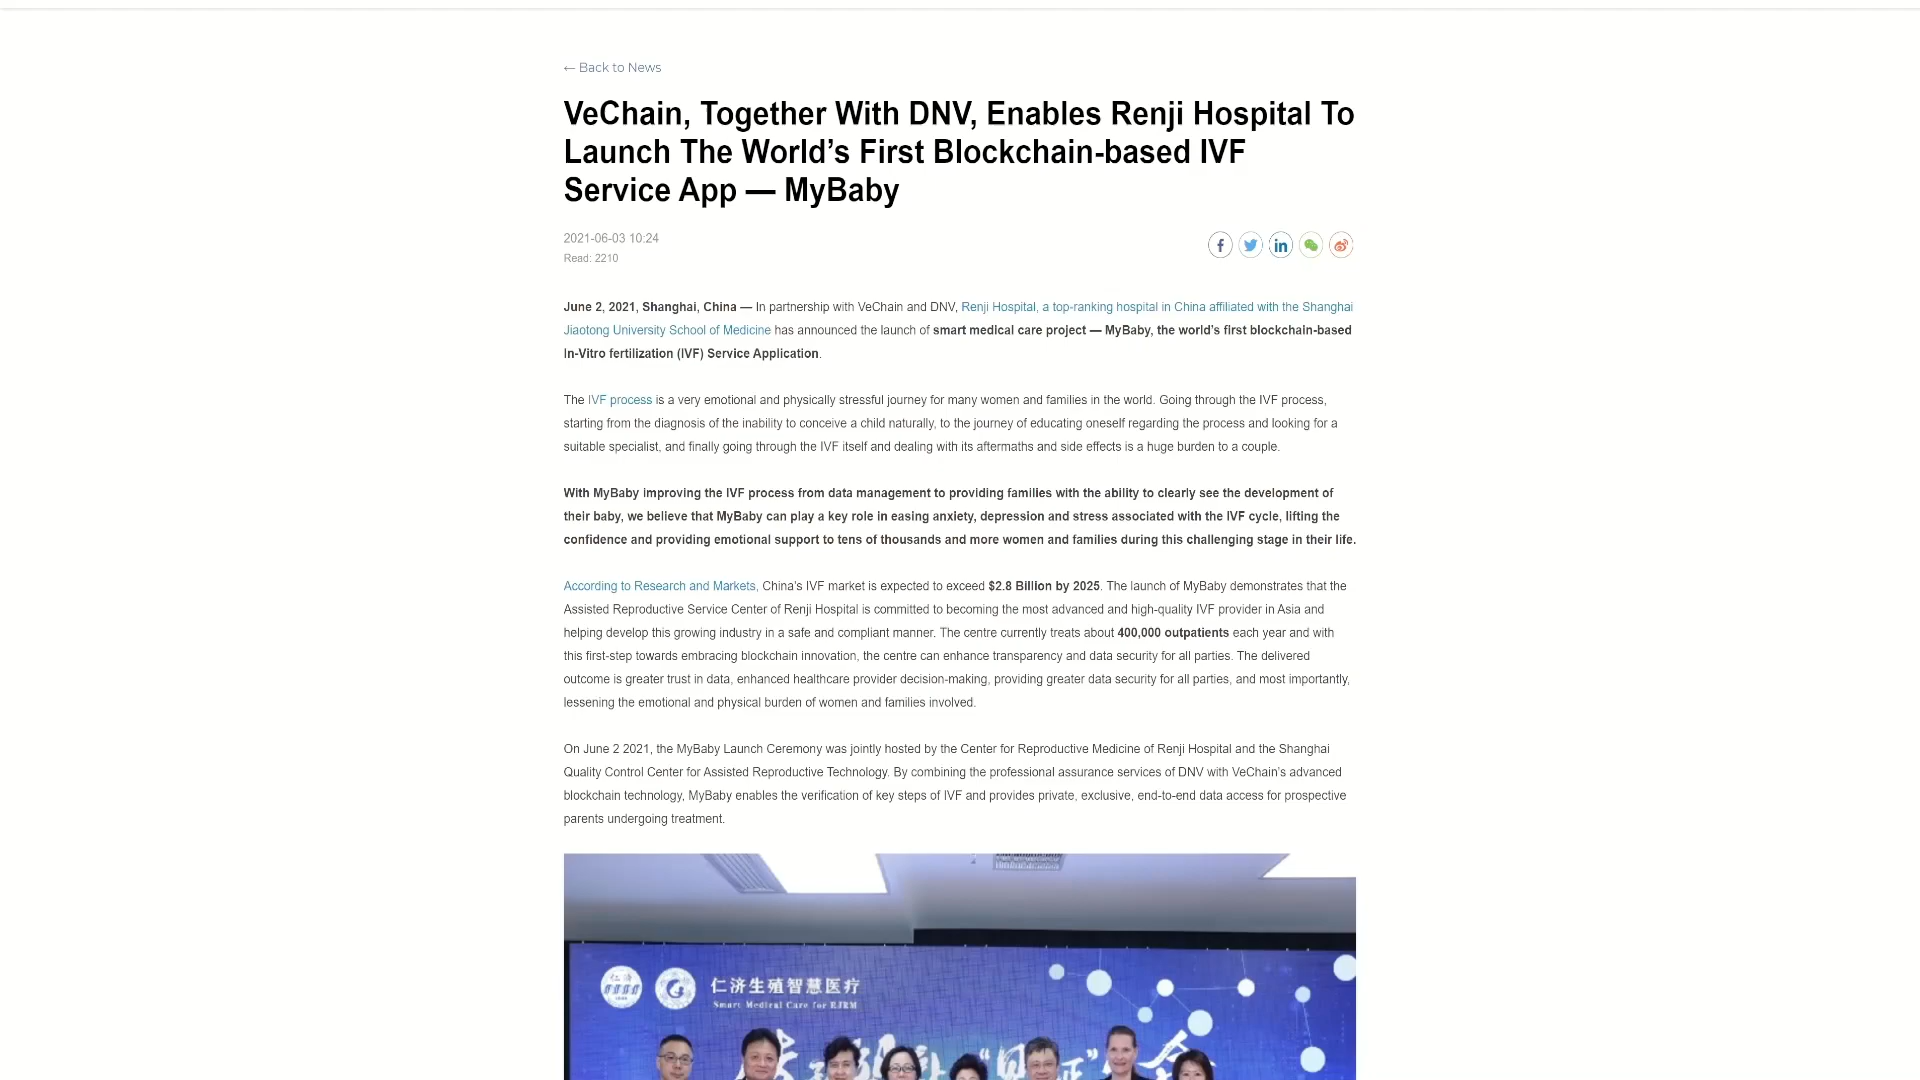 ← Back to News
VeChain, Together With DNV, Enables Renji Hospital To
Launch The World’s First Blockchain-based IVF
Service App — MyBaby
2021-06-03 10:24
Read: 2210
June 2, 2021, Shanghai, China — In partnership with VeChain and DNV, Renji Hospital, a top-ranking hospital in China affiliated with the Shanghai
Jiaotong University School of Medicine has announced the launch of smart medical care project — MyBaby, the world’s first blockchain-based
In-Vitro fertilization (IVF) Service Application.
The IVF process is a very emotional and physically stressful journey for many women and families in the world. Going through the IVF process,
starting from the diagnosis of the inability to conceive a child naturally, to the journey of educating oneself regarding the process and looking for a
suitable specialist, and finally going through the IVF itself and dealing with its aftermaths and side effects is a huge burden to a couple.
With MyBaby improving the IVF process from data management to providing families with the ability to clearly see the development of
their baby, we believe that MyBaby can play a key role in easing anxiety, depression and stress associated with the IVF cycle, lifting the
confidence and providing emotional support to tens of thousands and more women and families during this challenging stage in their life.
According to Research and Markets, China’s IVF market is expected to exceed $2.8 Billion by 2025. The launch of MyBaby demonstrates that the
Assisted Reproductive Service Center of Renji Hospital is committed to becoming the most advanced and high-quality IVF provider in Asia and
helping develop this growing industry in a safe and compliant manner. The centre currently treats about 400,000 outpatients each year and with
this first-step towards embracing blockchain innovation, the centre can enhance transparency and data security for all parties. The delivered
outcome is greater trust in data, enhanced healthcare provider decision-making, providing greater data security for all parties, and most importantly,
lessening the emotional and physical burden of women and families involved.
On June 2 2021, the MyBaby Launch Ceremony was jointly hosted by the Center for Reproductive Medicine of Renji Hospital and the Shanghai
Quality Control Center for Assisted Reproductive Technology. By combining the professional assurance services of DNV with VeChain’s advanced
blockchain technology, MyBaby enables the verification of key steps of IVF and provides private, exclusive, end-to-end data access for prospective
parents undergoing treatment.
仁济生殖智慧医疗
Smart Medical Care for RJRM